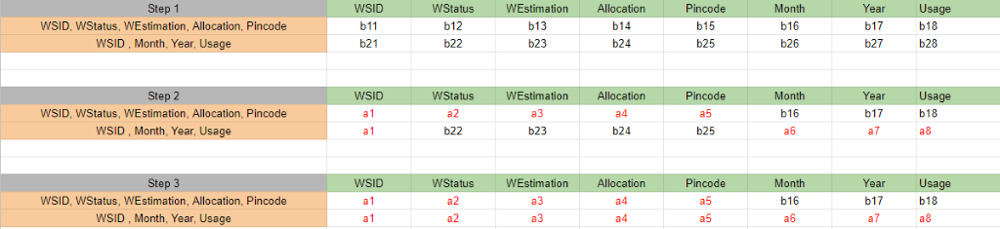 Step 1 WSID WStatus WEstimation Allocation Pincode Month Year Usage
WSID, WStatus, WEstimation, Allocation, Pincode b11 b12 b13 b14 b15 b16 b17 b18
WSID , Month, Year, Usage b21 b22 b23 b24 b25 b26 b27 b28
Step 2 WSID WStatus WEstimation Allocation Pincode Month Year Usage
WSID, WStatus, WEstimation, Allocation, Pincode a1 a2 a3 a4 a5 b16 b17 b18
WSID , Month, Year, Usage a1 b22 b23 b24 b25 a6 a7 a8
Step 3 WSID WStatus WEstimation Allocation Pincode Month Year Usage
WSID, WStatus, WEstimation, Allocation, Pincode a1 a2 a3 a4 a5 b16 b17 b18
WSID , Month, Year, Usage a1 a2 a3 a4 a5 a6 a7 a8